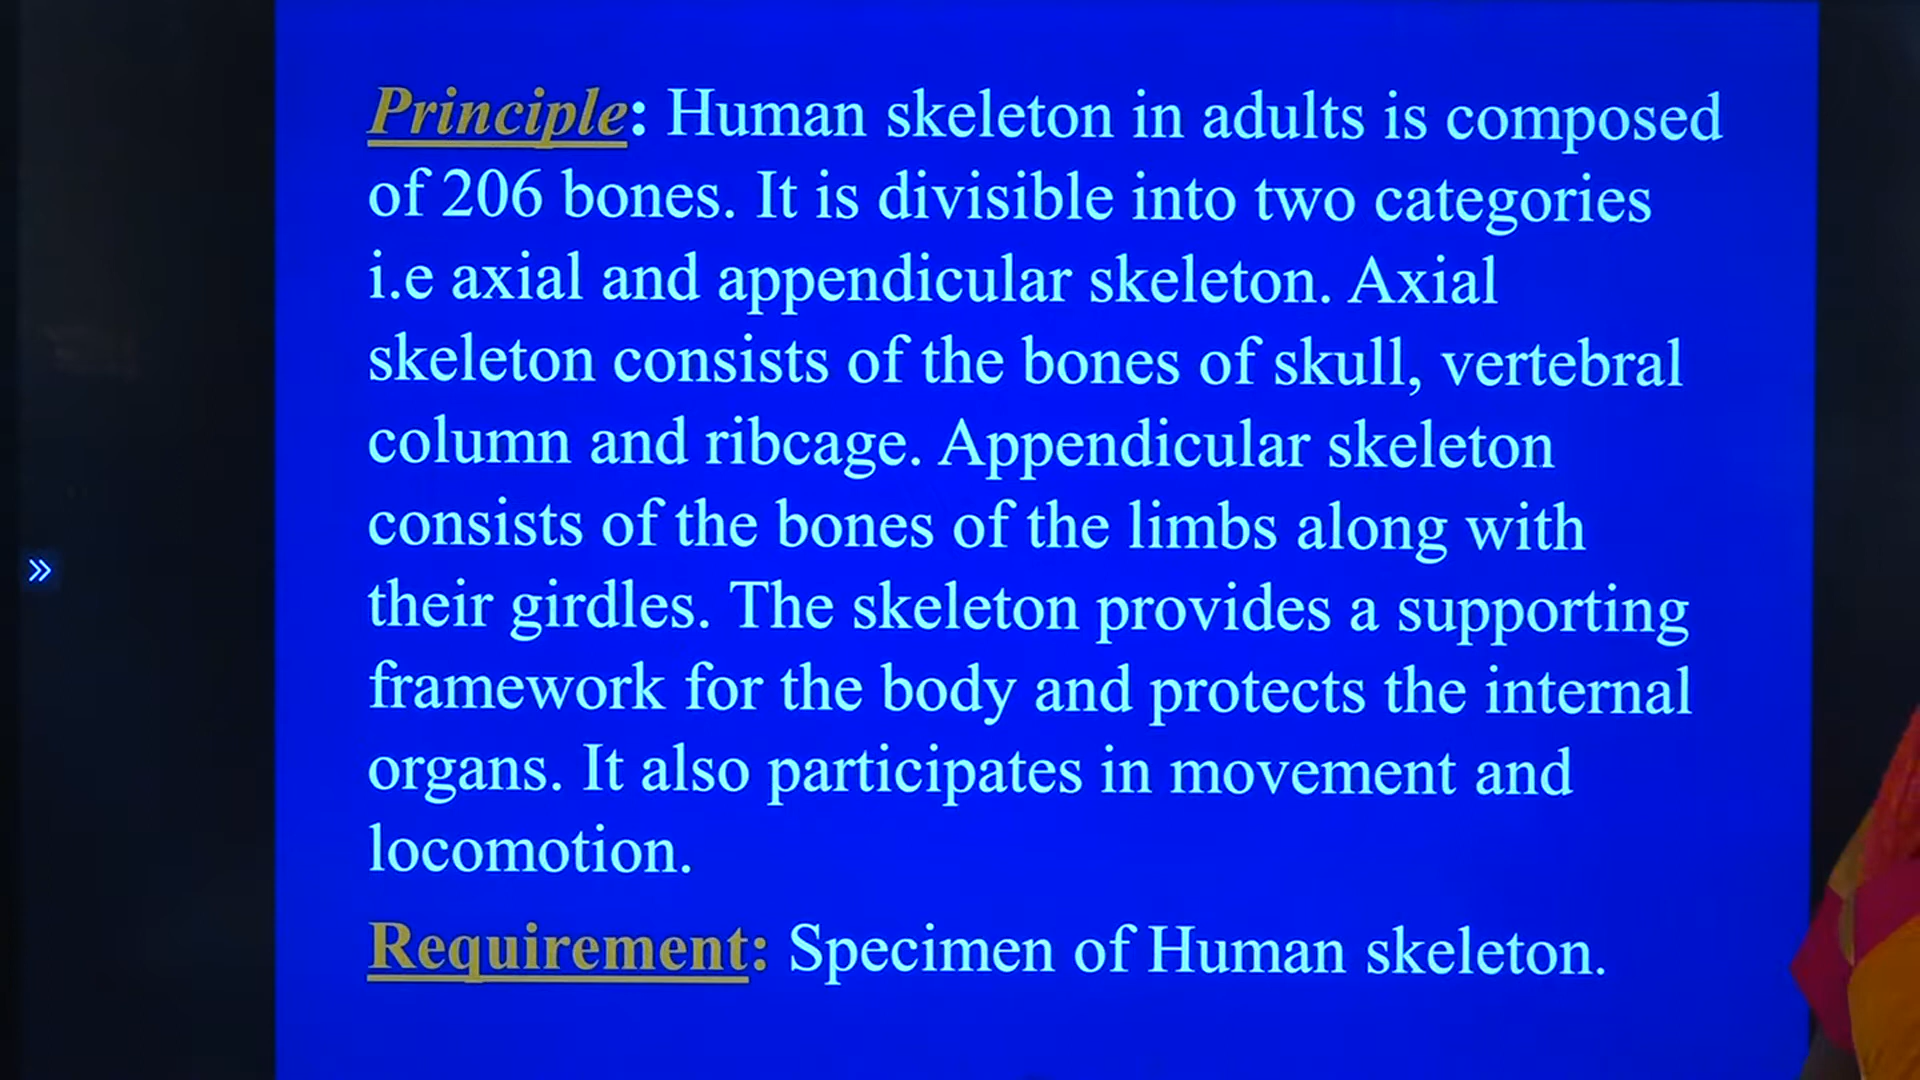 Principle: Human skeleton in adults is composed
of 206 bones. It is divisible into two categories
i.e axial and appendicular skeleton. Axial
skeleton consists of the bones of skull, vertebral
column and ribcage. Appendicular skeleton
consists of the bones of the limbs along with
their girdles. The skeleton provides a supporting
framework for the body and protects the internal
organs. It also participates in movement and
locomotion.
Requirement: Specimen of Human skeleton.